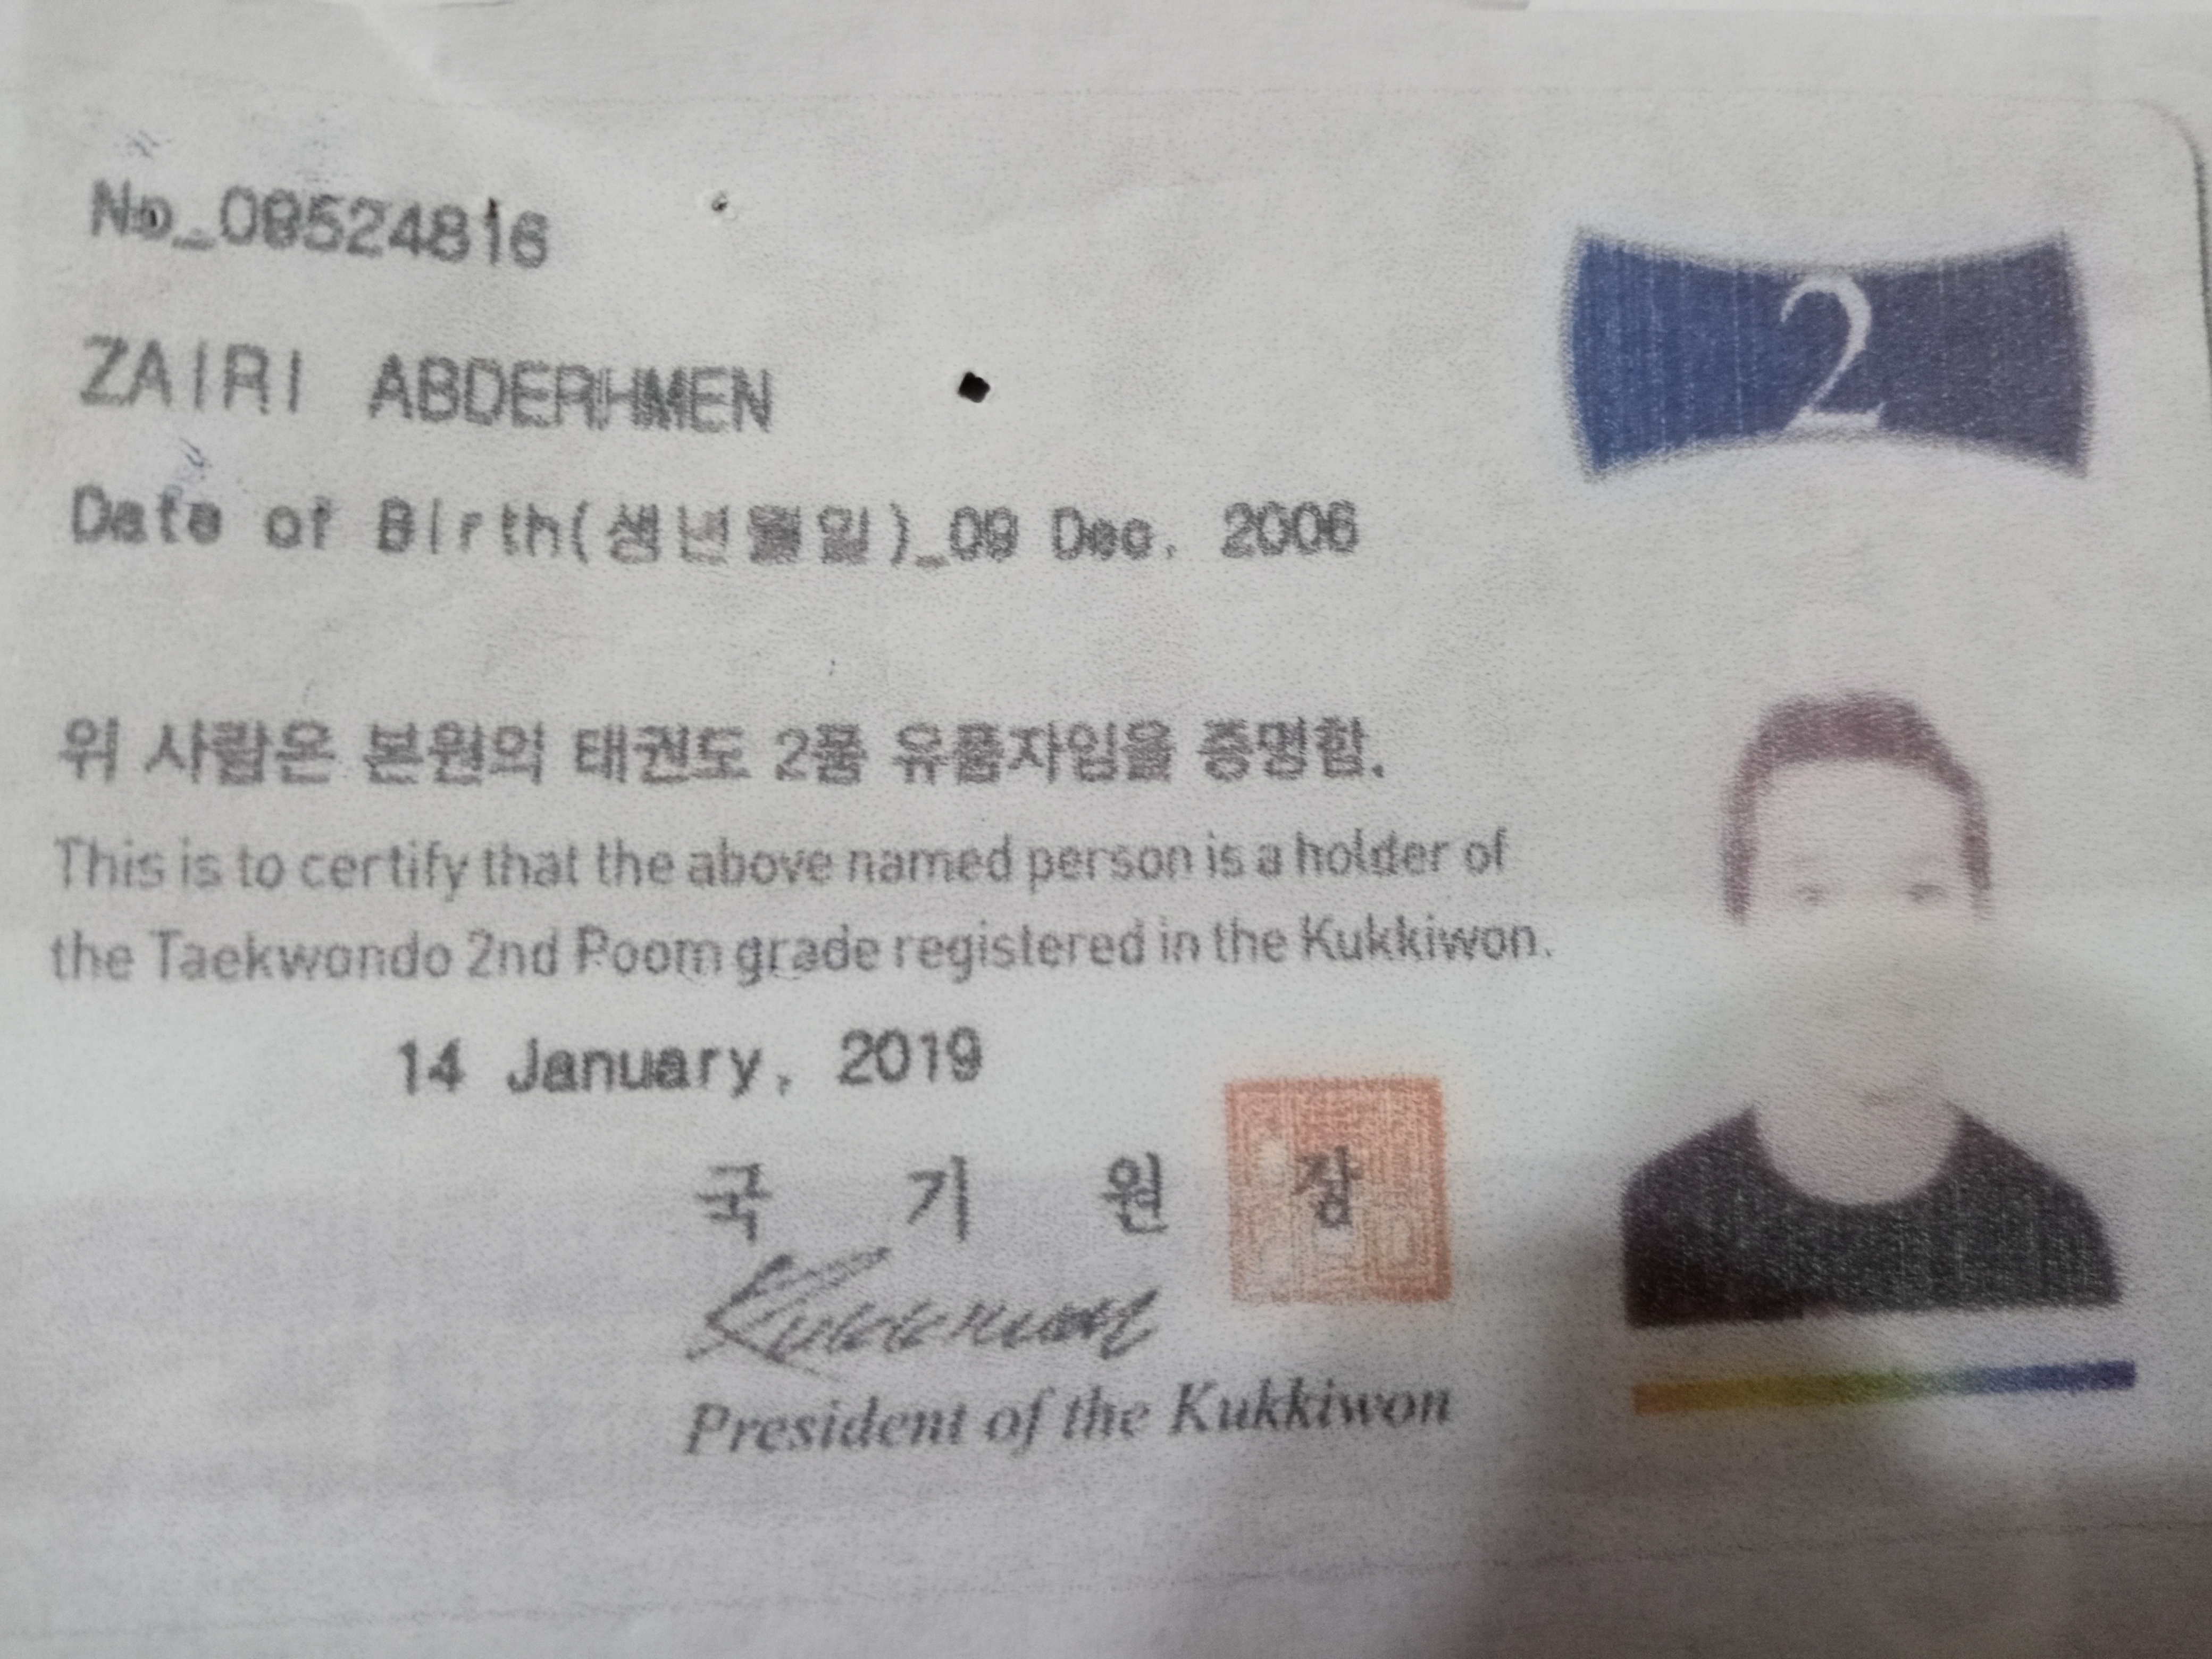 No_09524816
2
ZAIRI ABDERHMEN
Date of Birth(생년월일)_09 Dec. 2006
위 사람은 본원의 태권도 2품 유품자임을 증명함.
This is to certify that the above named person is a holder of
the Taekwondo 2nd Poom grade registered in the Kukkiwon.
14 January, 2019
국 기 원 장
Kukkiwon
President of the Kukkiwon